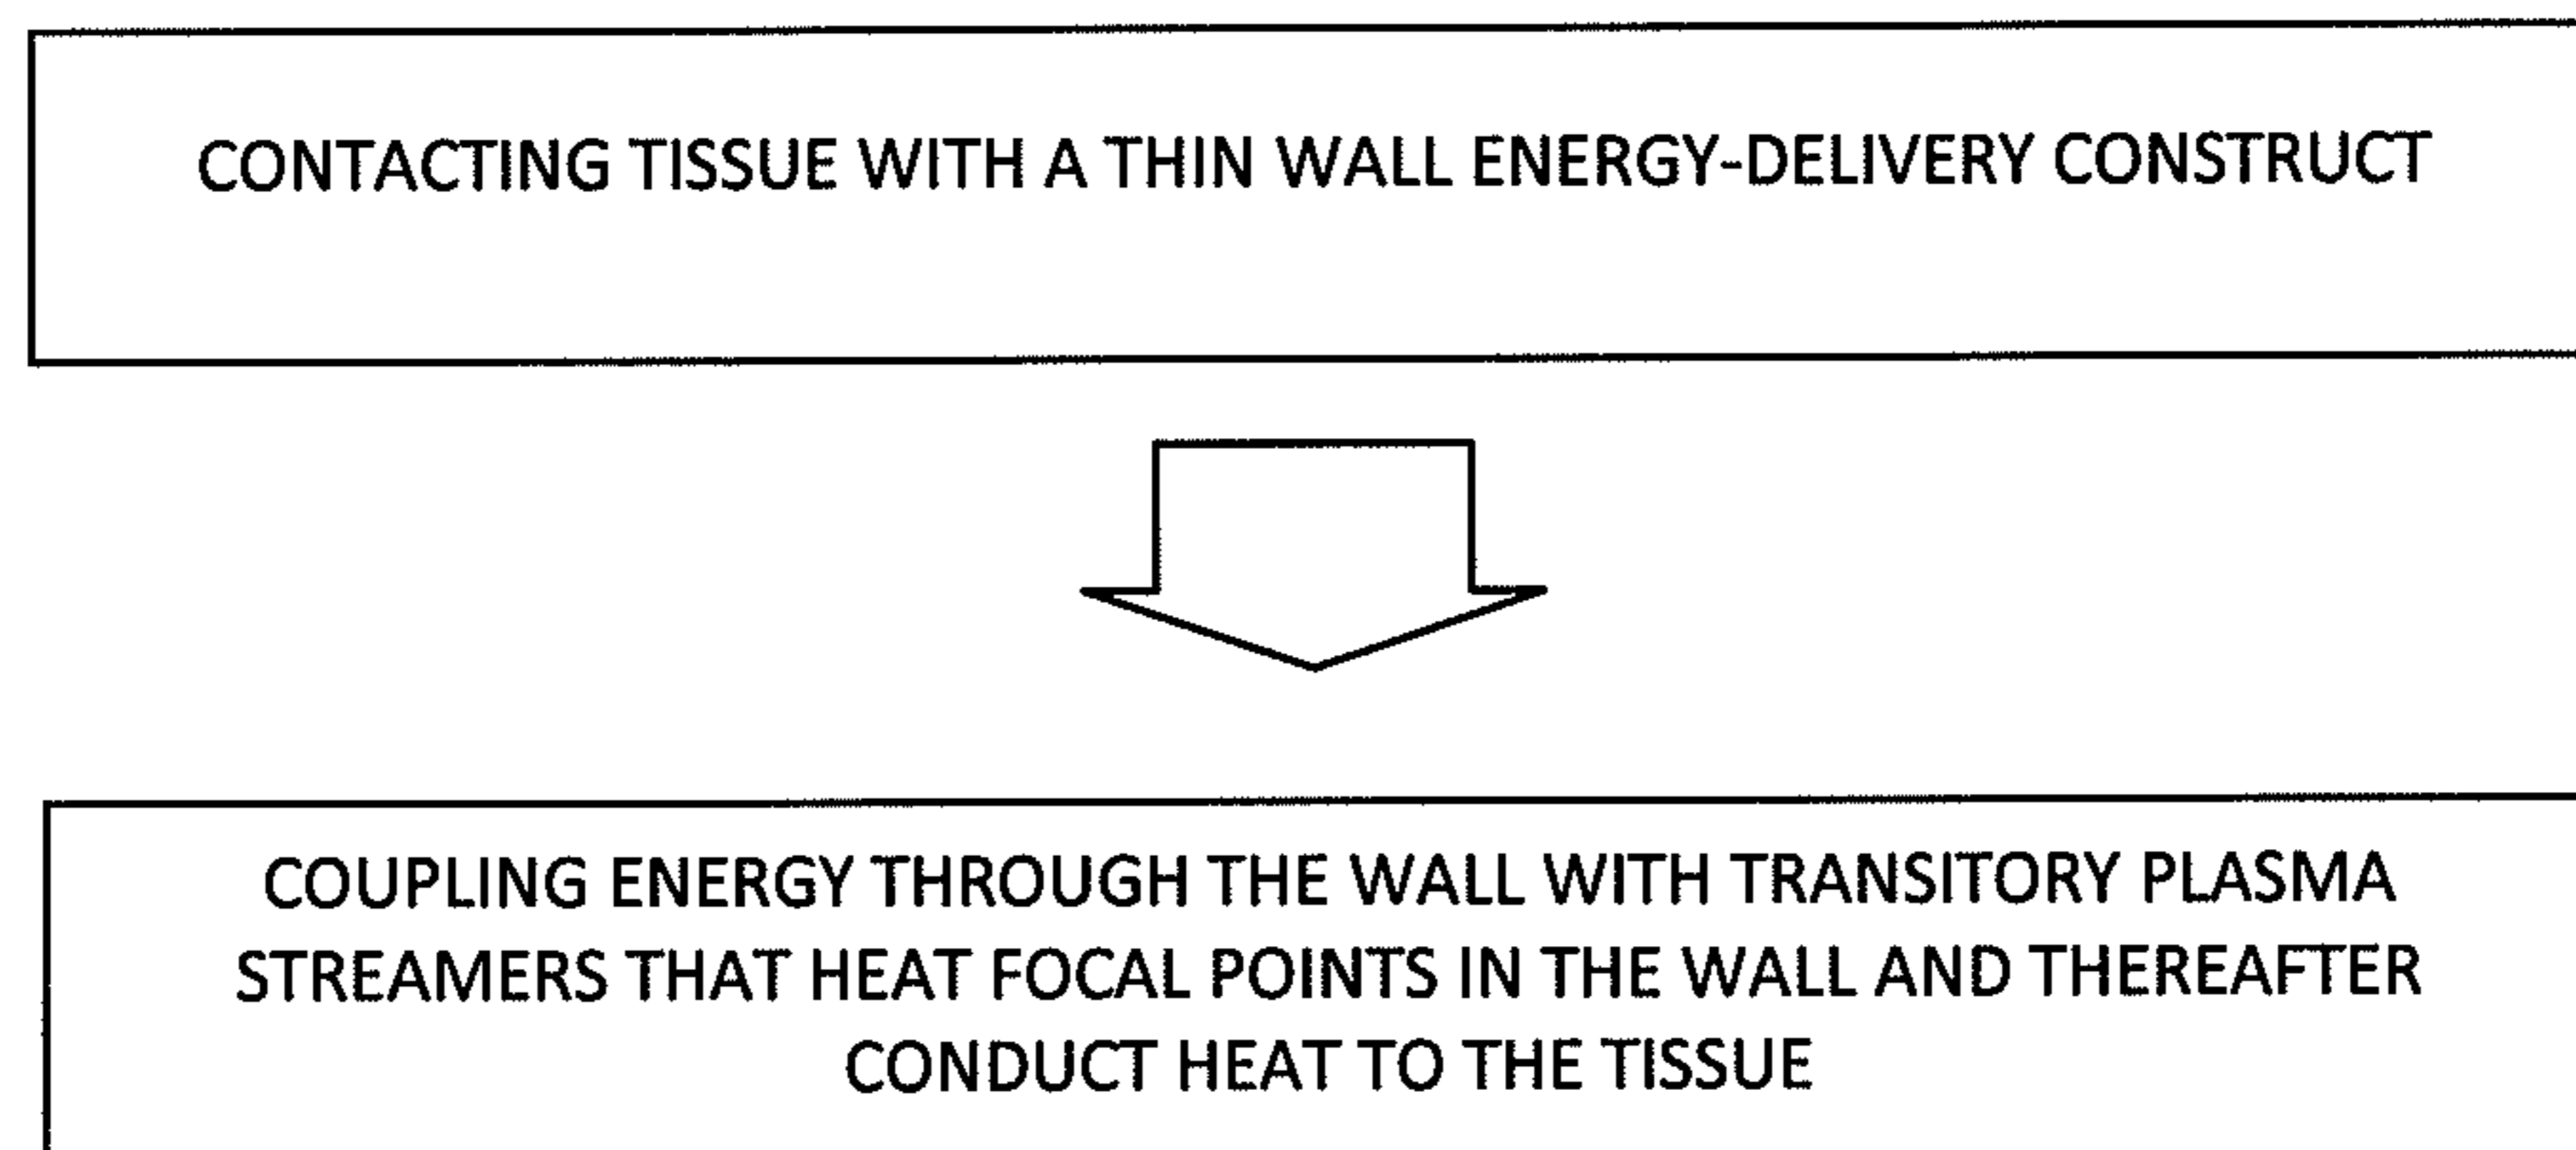 CONTACTING TISSUE WITH A THIN WALL ENERGY-DELIVERY CONSTRUCT
COUPLING ENERGY THROUGH THE WALL WITH TRANSITORY PLASMA
STREAMERS THAT HEAT FOCAL POINTS IN THE WALL AND THEREAFTER
CONDUCT HEAT TO THE TISSUE